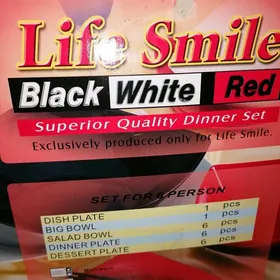 Life Smile
Black White Red
Superior Quality Dinner Set
Exclusively produced only for Life Smile.
SET FOR 6 PERSON
DISH PLATE 1 pcs
BIG BOWL 1 pcs
SALAD BOWL 6 pcs
DINNER PLATE 6 pcs
DESSERT PLATE 6 pcs